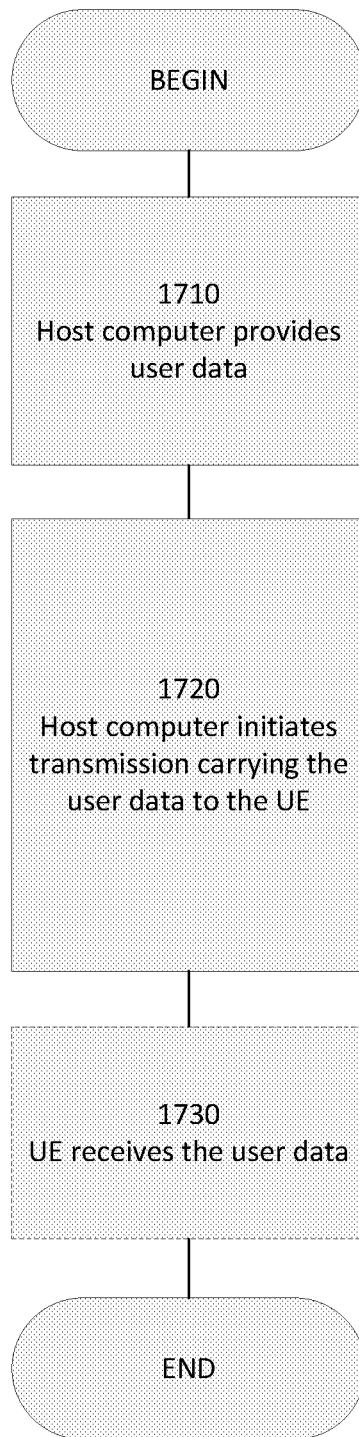 BEGIN
1710
Host computer provides
user data
1720
Host computer initiates
transmission carrying the
user data to the UE
1730
UE receives the user data
END